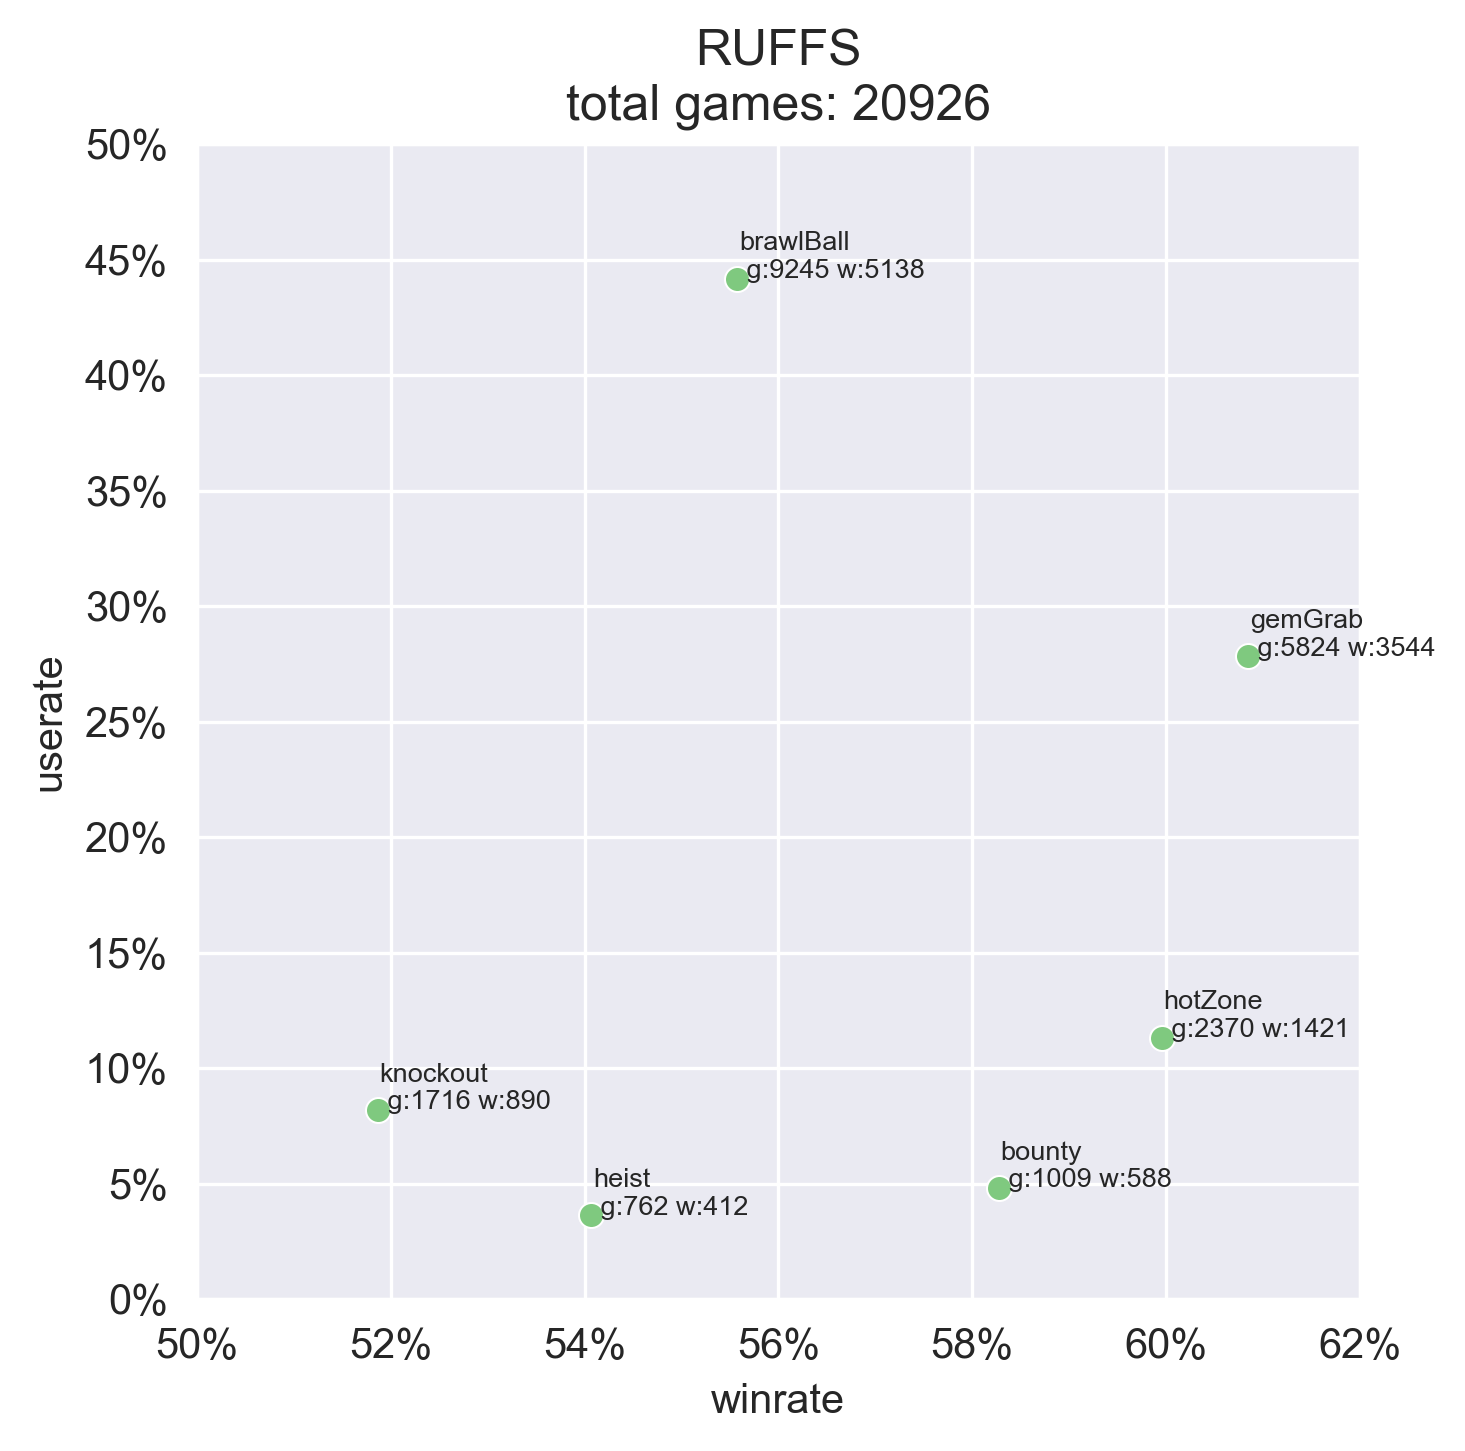 RUFFS
total games: 20926
50%
45%
40%
35%
30%
25%
20%
15%
10%
5%
0%
userate
brawlBall
g:9245 w:5138
gemGrab
g:5824 w:3544
hotZone
g:2370 w:1421
knockout
g:1716 w:890
bounty
g:1009 w:588
heist
g:762 w:412
50% 52% 54% 56% 58% 60% 62%
winrate